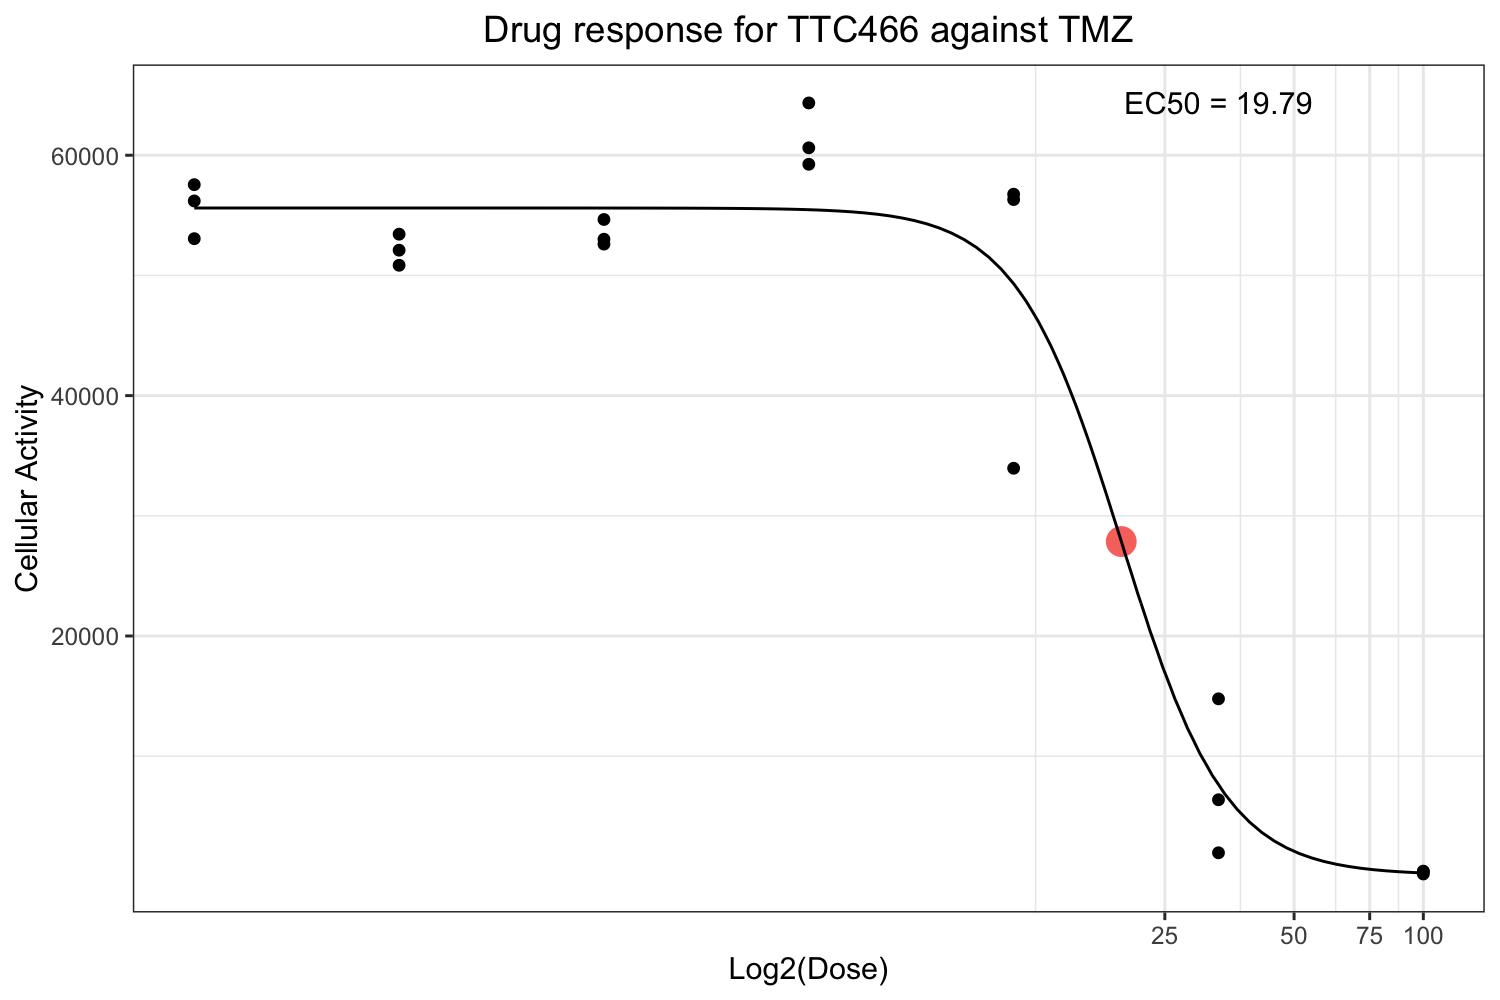 Drug response for TTC466 against TMZ
EC50 = 19.79
60000
40000
20000
Cellular Activity
25 50 75 100
Log2(Dose)